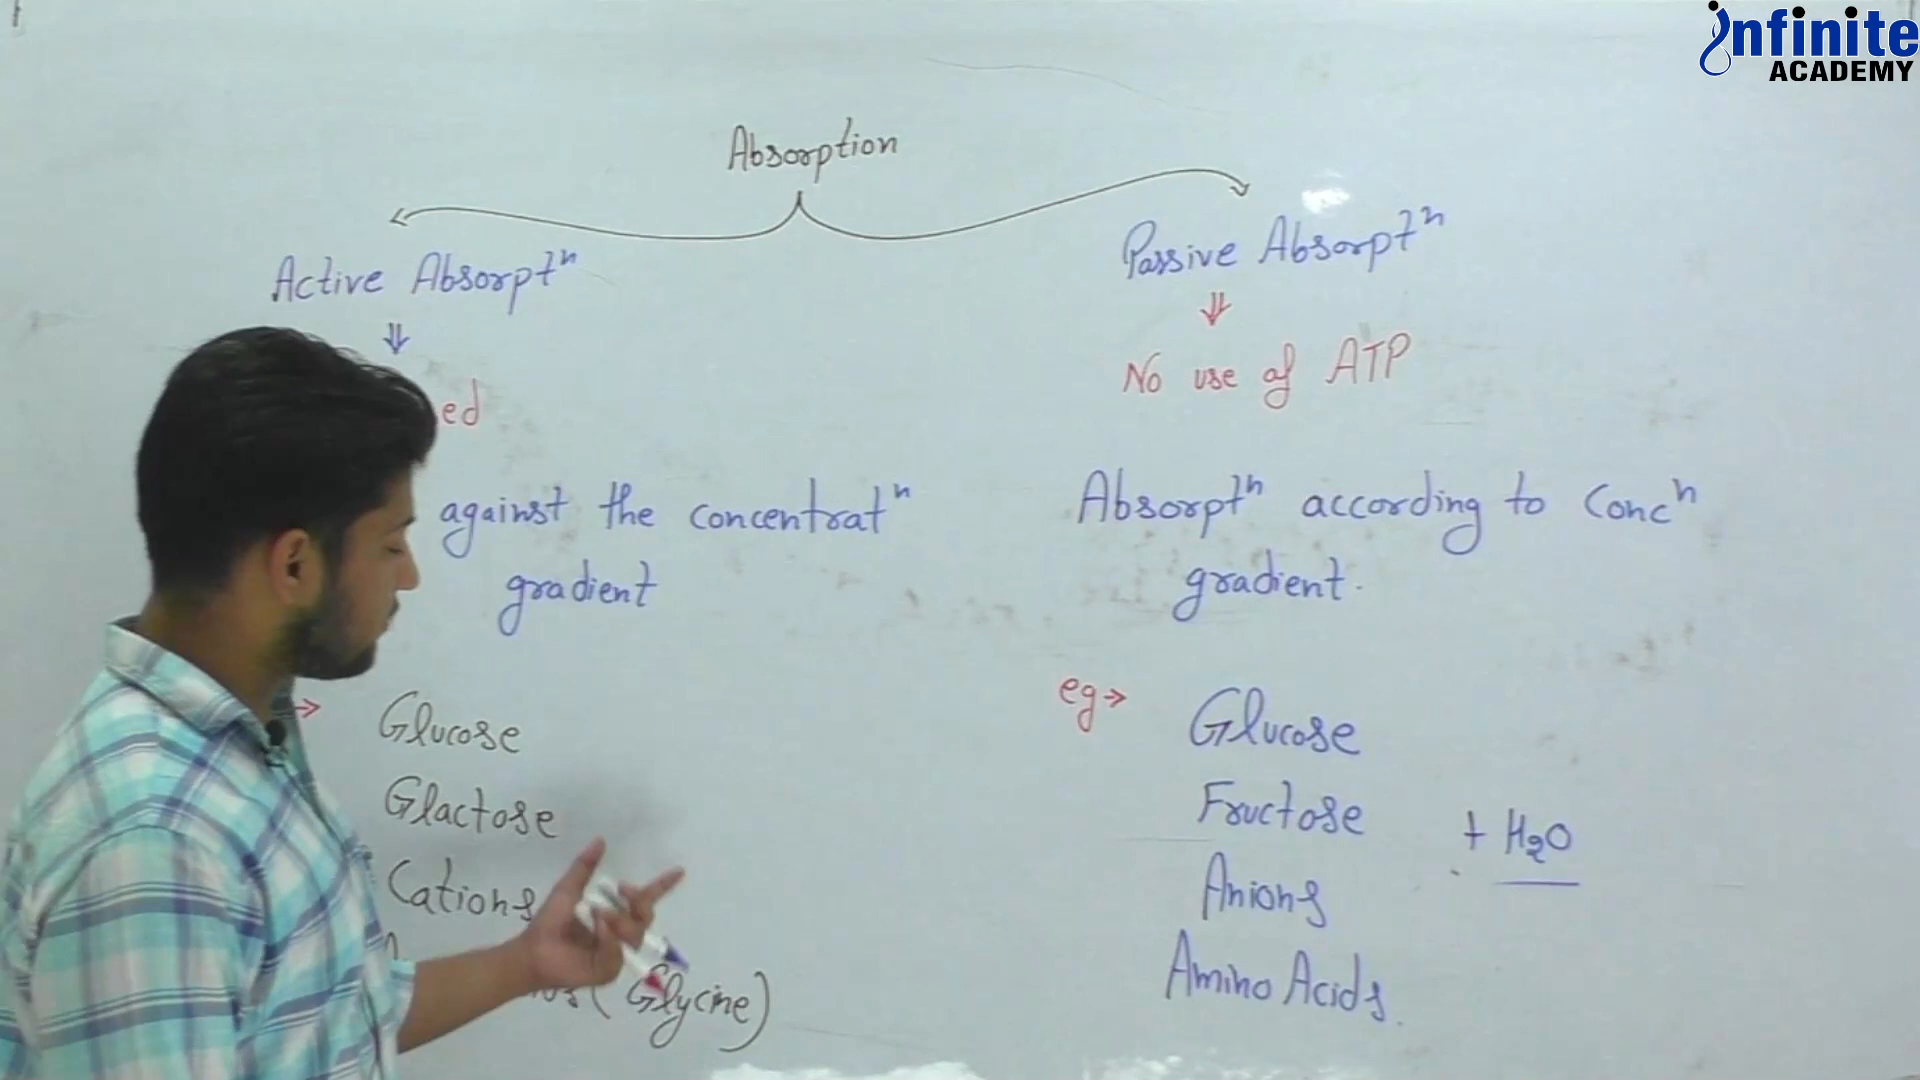 infinite
ACADEMY
Absorption
Active Absorptⁿ
Passive Absorptⁿ
No use of ATP
ed
against the concentratⁿ
gradient
Absorptⁿ according to Concⁿ
gradient.
Glucose
Glactose
Cations
(Glycine)
eg→
Glucose
Fructose
+ H₂O
Anions
Amino Acids.